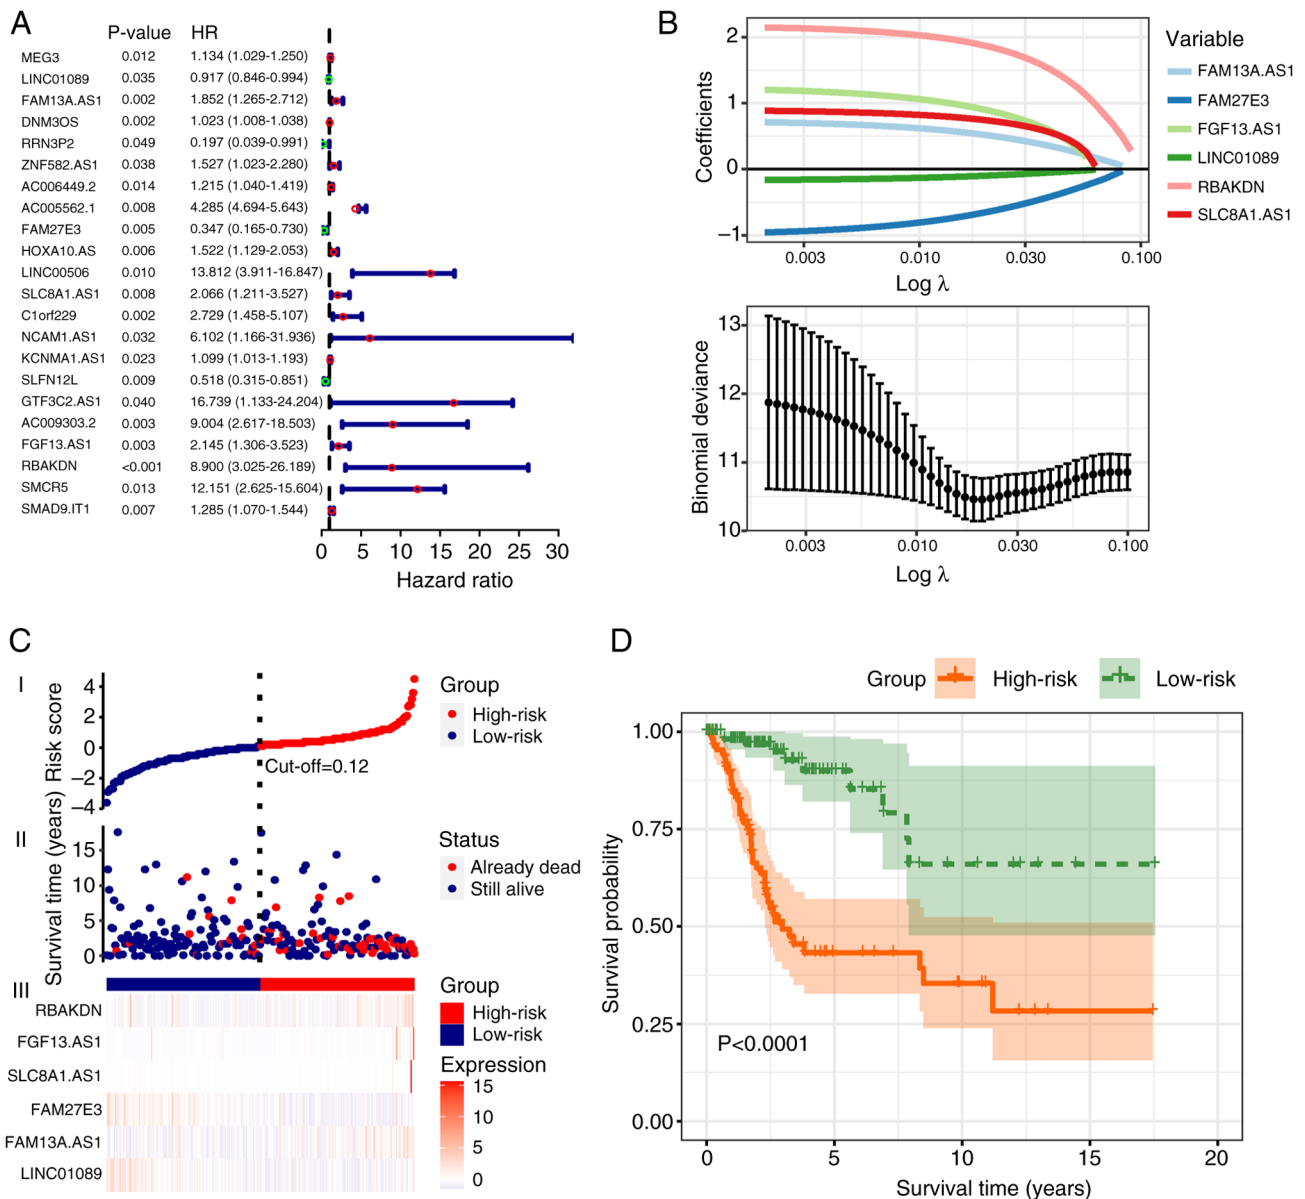 A
P-value HR
MEG3 0.012 1.134 (1.029-1.250)
LINC01089 0.035 0.917 (0.846-0.994)
FAM13A.AS1 0.002 1.852 (1.265-2.712)
DNM3OS 0.002 1.023 (1.008-1.038)
RRN3P2 0.049 0.197 (0.039-0.991)
ZNF582.AS1 0.038 1.527 (1.023-2.280)
AC006449.2 0.014 1.215 (1.040-1.419)
AC005562.1 0.008 4.285 (4.694-5.643)
FAM27E3 0.005 0.347 (0.165-0.730)
HOXA10.AS 0.006 1.522 (1.129-2.053)
LINC00506 0.010 13.812 (3.911-16.847)
SLC8A1.AS1 0.008 2.066 (1.211-3.527)
C1orf229 0.002 2.729 (1.458-5.107)
NCAM1.AS1 0.032 6.102 (1.166-31.936)
KCNMA1.AS1 0.023 1.099 (1.013-1.193)
SLFN12L 0.009 0.518 (0.315-0.851)
GTF3C2.AS1 0.040 16.739 (1.133-24.204)
AC009303.2 0.003 9.004 (2.617-18.503)
FGF13.AS1 0.003 2.145 (1.306-3.523)
RBAKDN <0.001 8.900 (3.025-26.189)
SMCR5 0.013 12.151 (2.625-15.604)
SMAD9.IT1 0.007 1.285 (1.070-1.544)
0 5 10 15 20 25 30
Hazard ratio
B
Coefficients
2
1
0
−1
0.003 0.010 0.030 0.100
Log λ
Variable
FAM13A.AS1
FAM27E3
FGF13.AS1
LINC01089
RBAKDN
SLC8A1.AS1
Binomial deviance
13
12
11
10
0.003 0.010 0.030 0.100
Log λ
C
I
Risk score
4
2
0
−2
−4
Cut-off=0.12
Group
High-risk
Low-risk
II
Survival time (years)
15
10
5
0
Status
Already dead
Still alive
III
RBAKDN
FGF13.AS1
SLC8A1.AS1
FAM27E3
FAM13A.AS1
LINC01089
Group
High-risk
Low-risk
Expression
15
10
5
0
D
Group High-risk Low-risk
Survival probability
1.00
0.75
0.50
0.25
0.00
P<0.0001
0 5 10 15 20
Survival time (years)